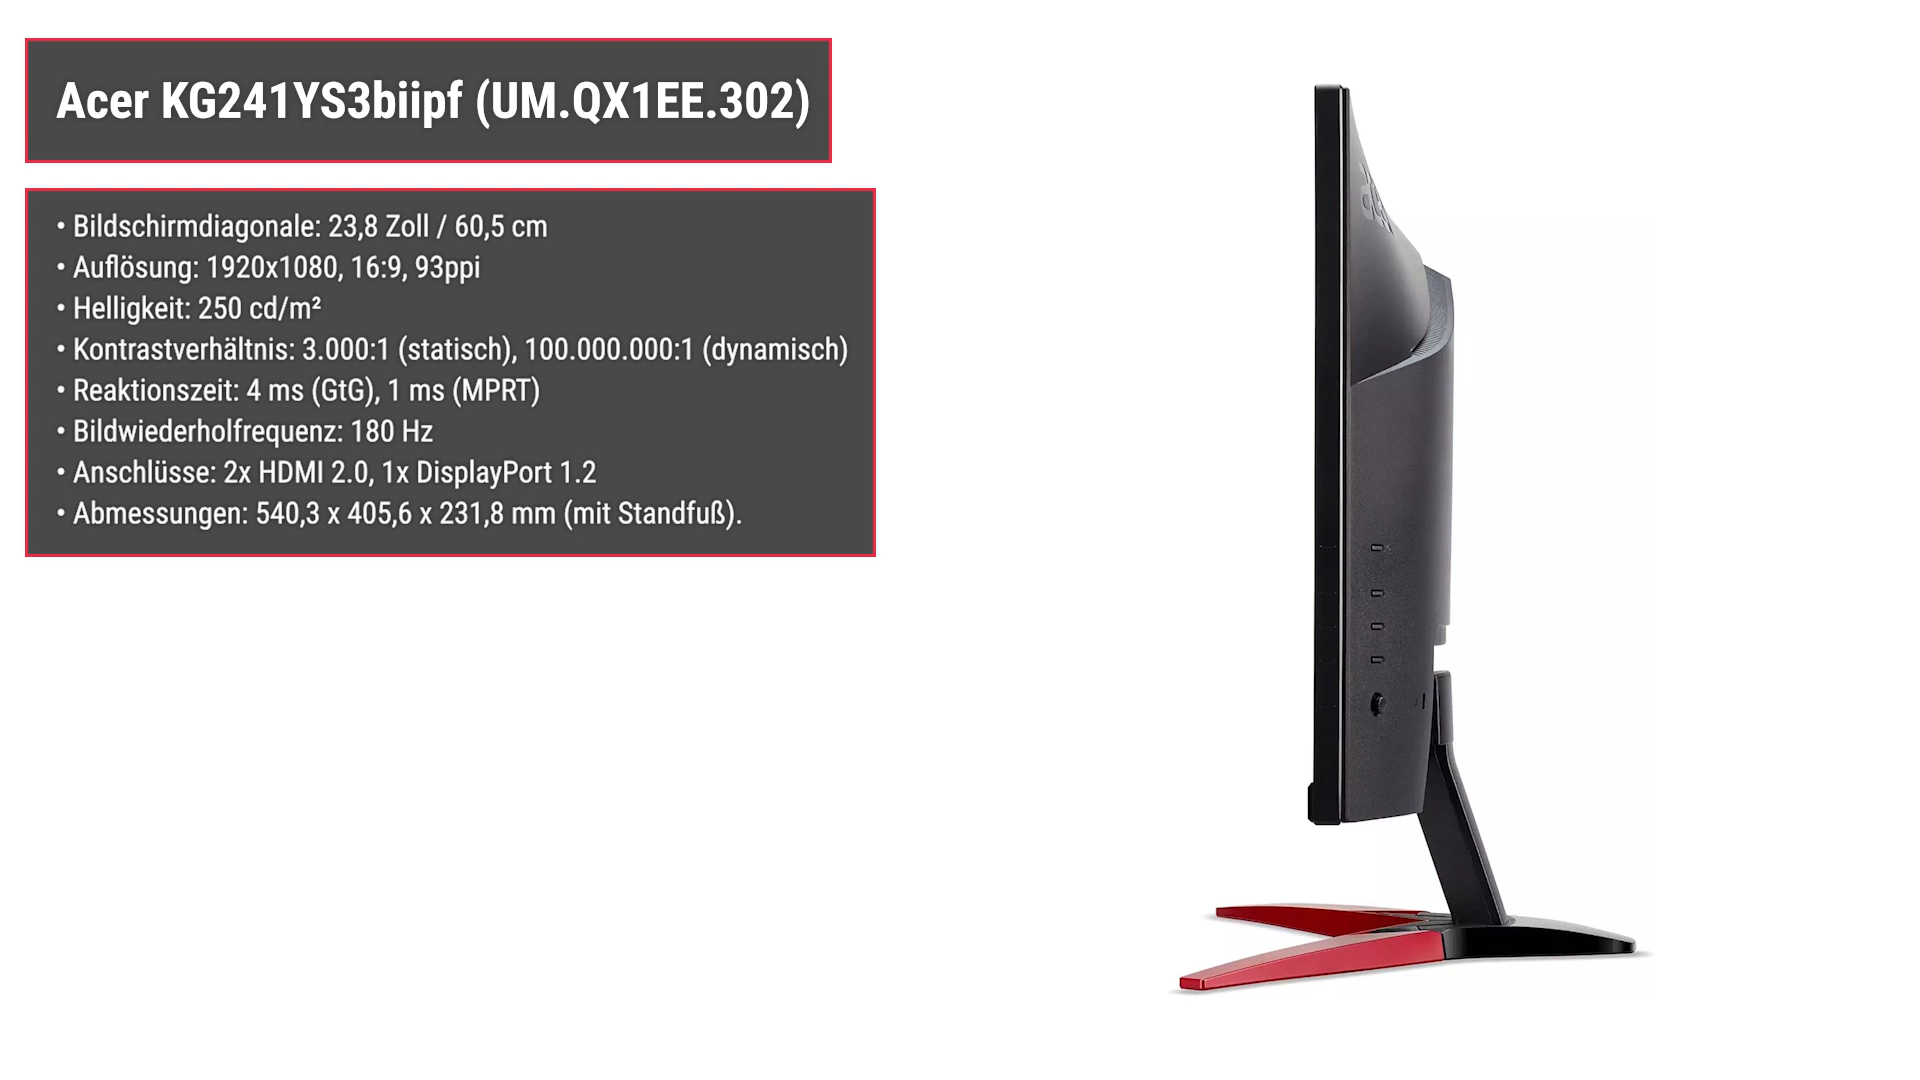 Acer KG241YS3biipf (UM.QX1EE.302)
• Bildschirmdiagonale: 23,8 Zoll / 60,5 cm
• Auflösung: 1920x1080, 16:9, 93ppi
• Helligkeit: 250 cd/m²
• Kontrastverhältnis: 3.000:1 (statisch), 100.000.000:1 (dynamisch)
• Reaktionszeit: 4 ms (GtG), 1 ms (MPRT)
• Bildwiederholfrequenz: 180 Hz
• Anschlüsse: 2x HDMI 2.0, 1x DisplayPort 1.2
• Abmessungen: 540,3 x 405,6 x 231,8 mm (mit Standfuß).